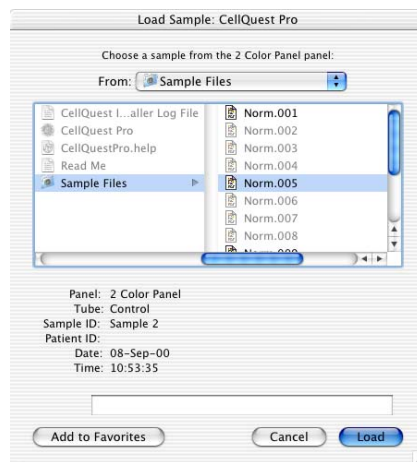 Load Sample: CellQuest Pro
Choose a sample from the 2 Color Panel panel:
From: Sample Files
CellQuest I...aller Log File
CellQuest Pro
CellQuestPro.help
Read Me
Sample Files
Norm.001
Norm.002
Norm.003
Norm.004
Norm.005
Norm.006
Norm.007
Norm.008
Panel: 2 Color Panel
Tube: Control
Sample ID: Sample 2
Patient ID:
Date: 08-Sep-00
Time: 10:53:35
Add to Favorites
Cancel
Load